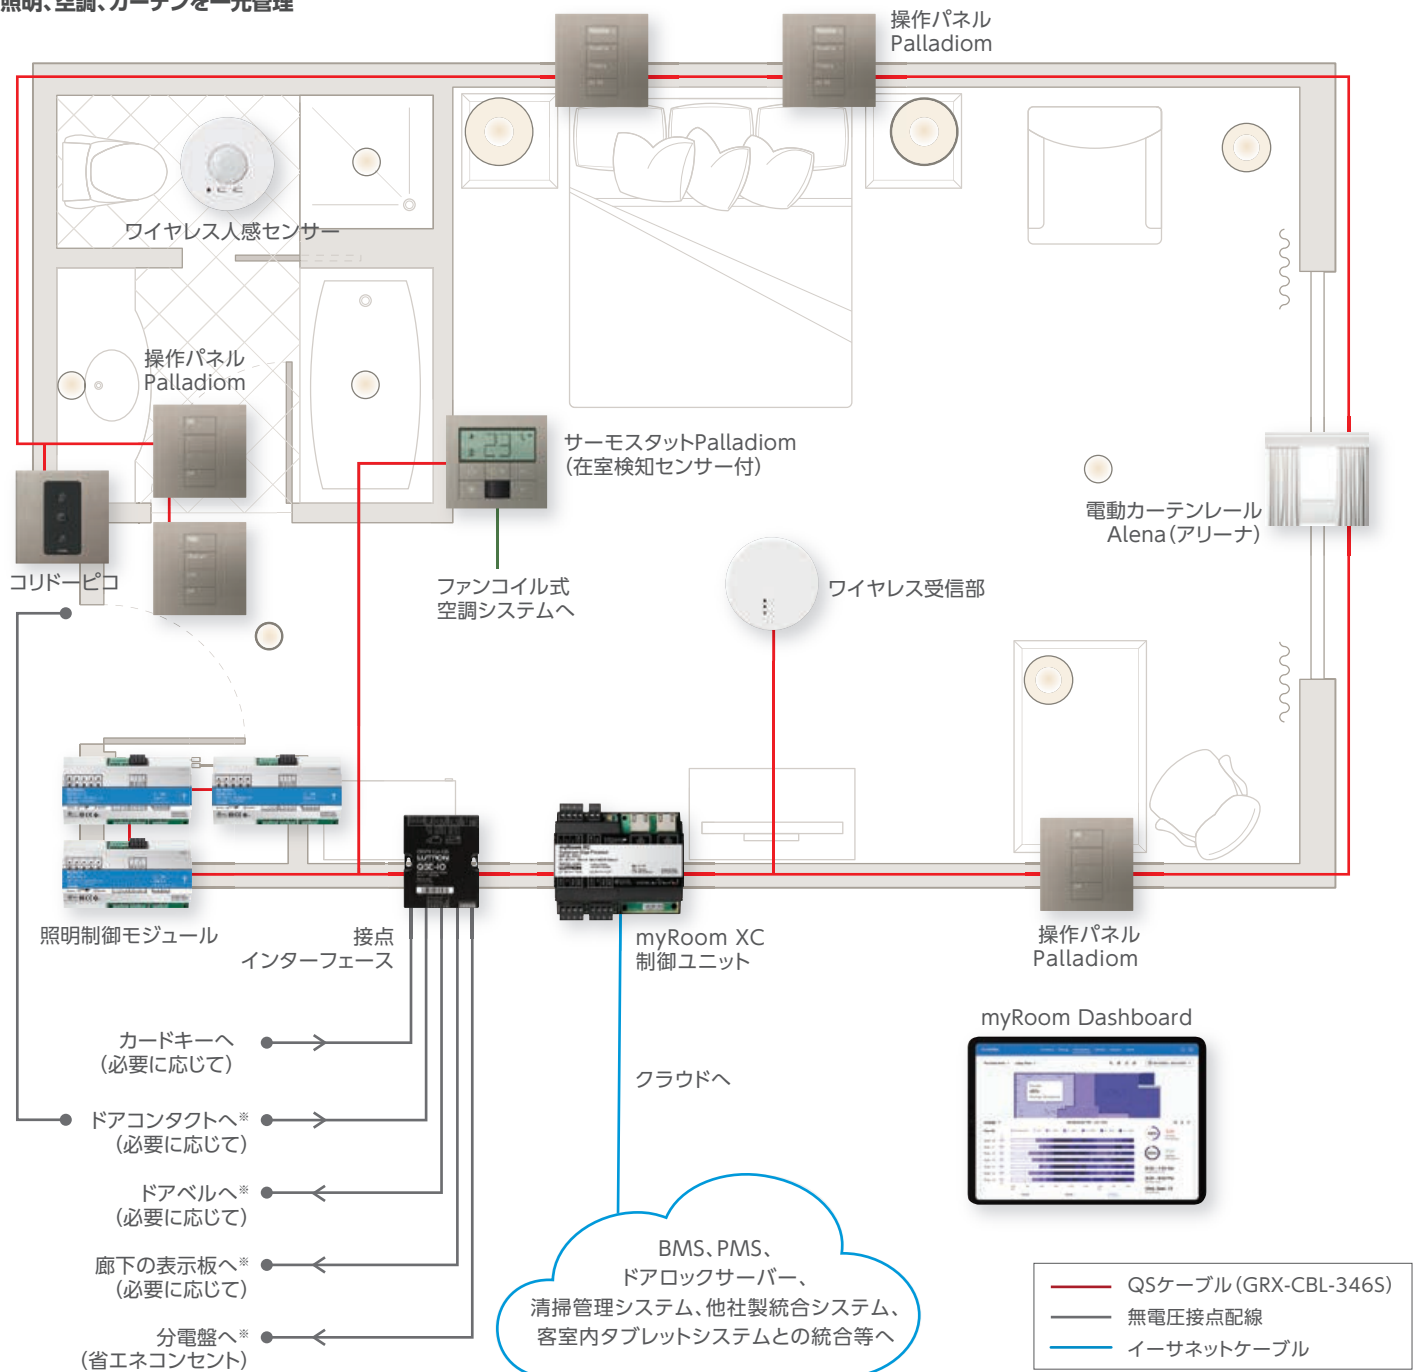 照明、空調、カーテンを一元管理
操作パネル
Palladiom
ワイヤレス人感センサー
操作パネル
Palladiom
サーモスタットPalladiom
(在室検知センサー付)
23
電動カーテンレール
Alena(アリーナ)
コリドーピコ
ファンコイル式
空調システムへ
ワイヤレス受信部
LUTRON
QSE-IO
myRoom XC
照明制御モジュール
接点
インターフェース
myRoom XC
制御ユニット
操作パネル
Palladiom
カードキーへ
(必要に応じて)
ドアコンタクトへ※
(必要に応じて)
ドアベルへ※
(必要に応じて)
廊下の表示板へ※
(必要に応じて)
分電盤へ※
(省エネコンセント)
クラウドへ
myRoom Dashboard
BMS、PMS、
ドアロックサーバー、
清掃管理システム、他社製統合システム、
客室内タブレットシステムとの統合等へ
QSケーブル(GRX-CBL-346S)
無電圧接点配線
イーサネットケーブル